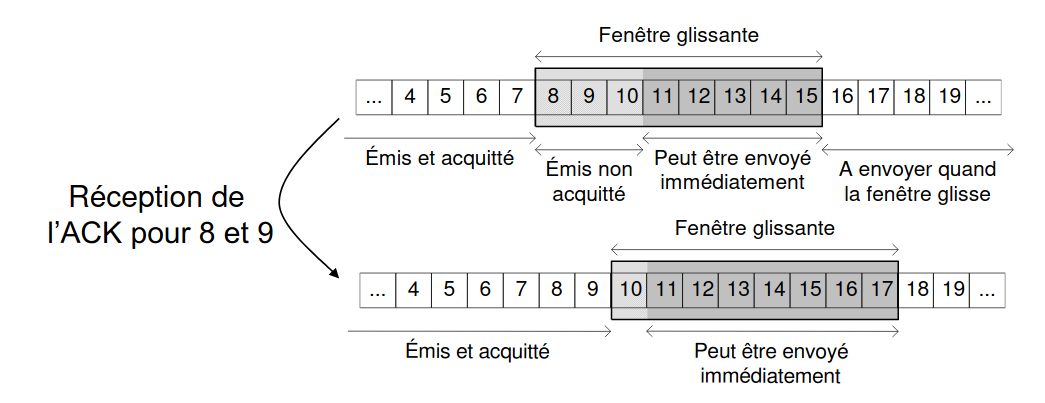 Fenêtre glissante
... 4 5 6 7 8 9 10 11 12 13 14 15 16 17 18 19 ...
Émis et acquitté
Émis non
acquitté
Peut être envoyé
immédiatement
A envoyer quand
la fenêtre glisse
Réception de
l'ACK pour 8 et 9
Fenêtre glissante
... 4 5 6 7 8 9 10 11 12 13 14 15 16 17 18 19 ...
Émis et acquitté
Peut être envoyé
immédiatement